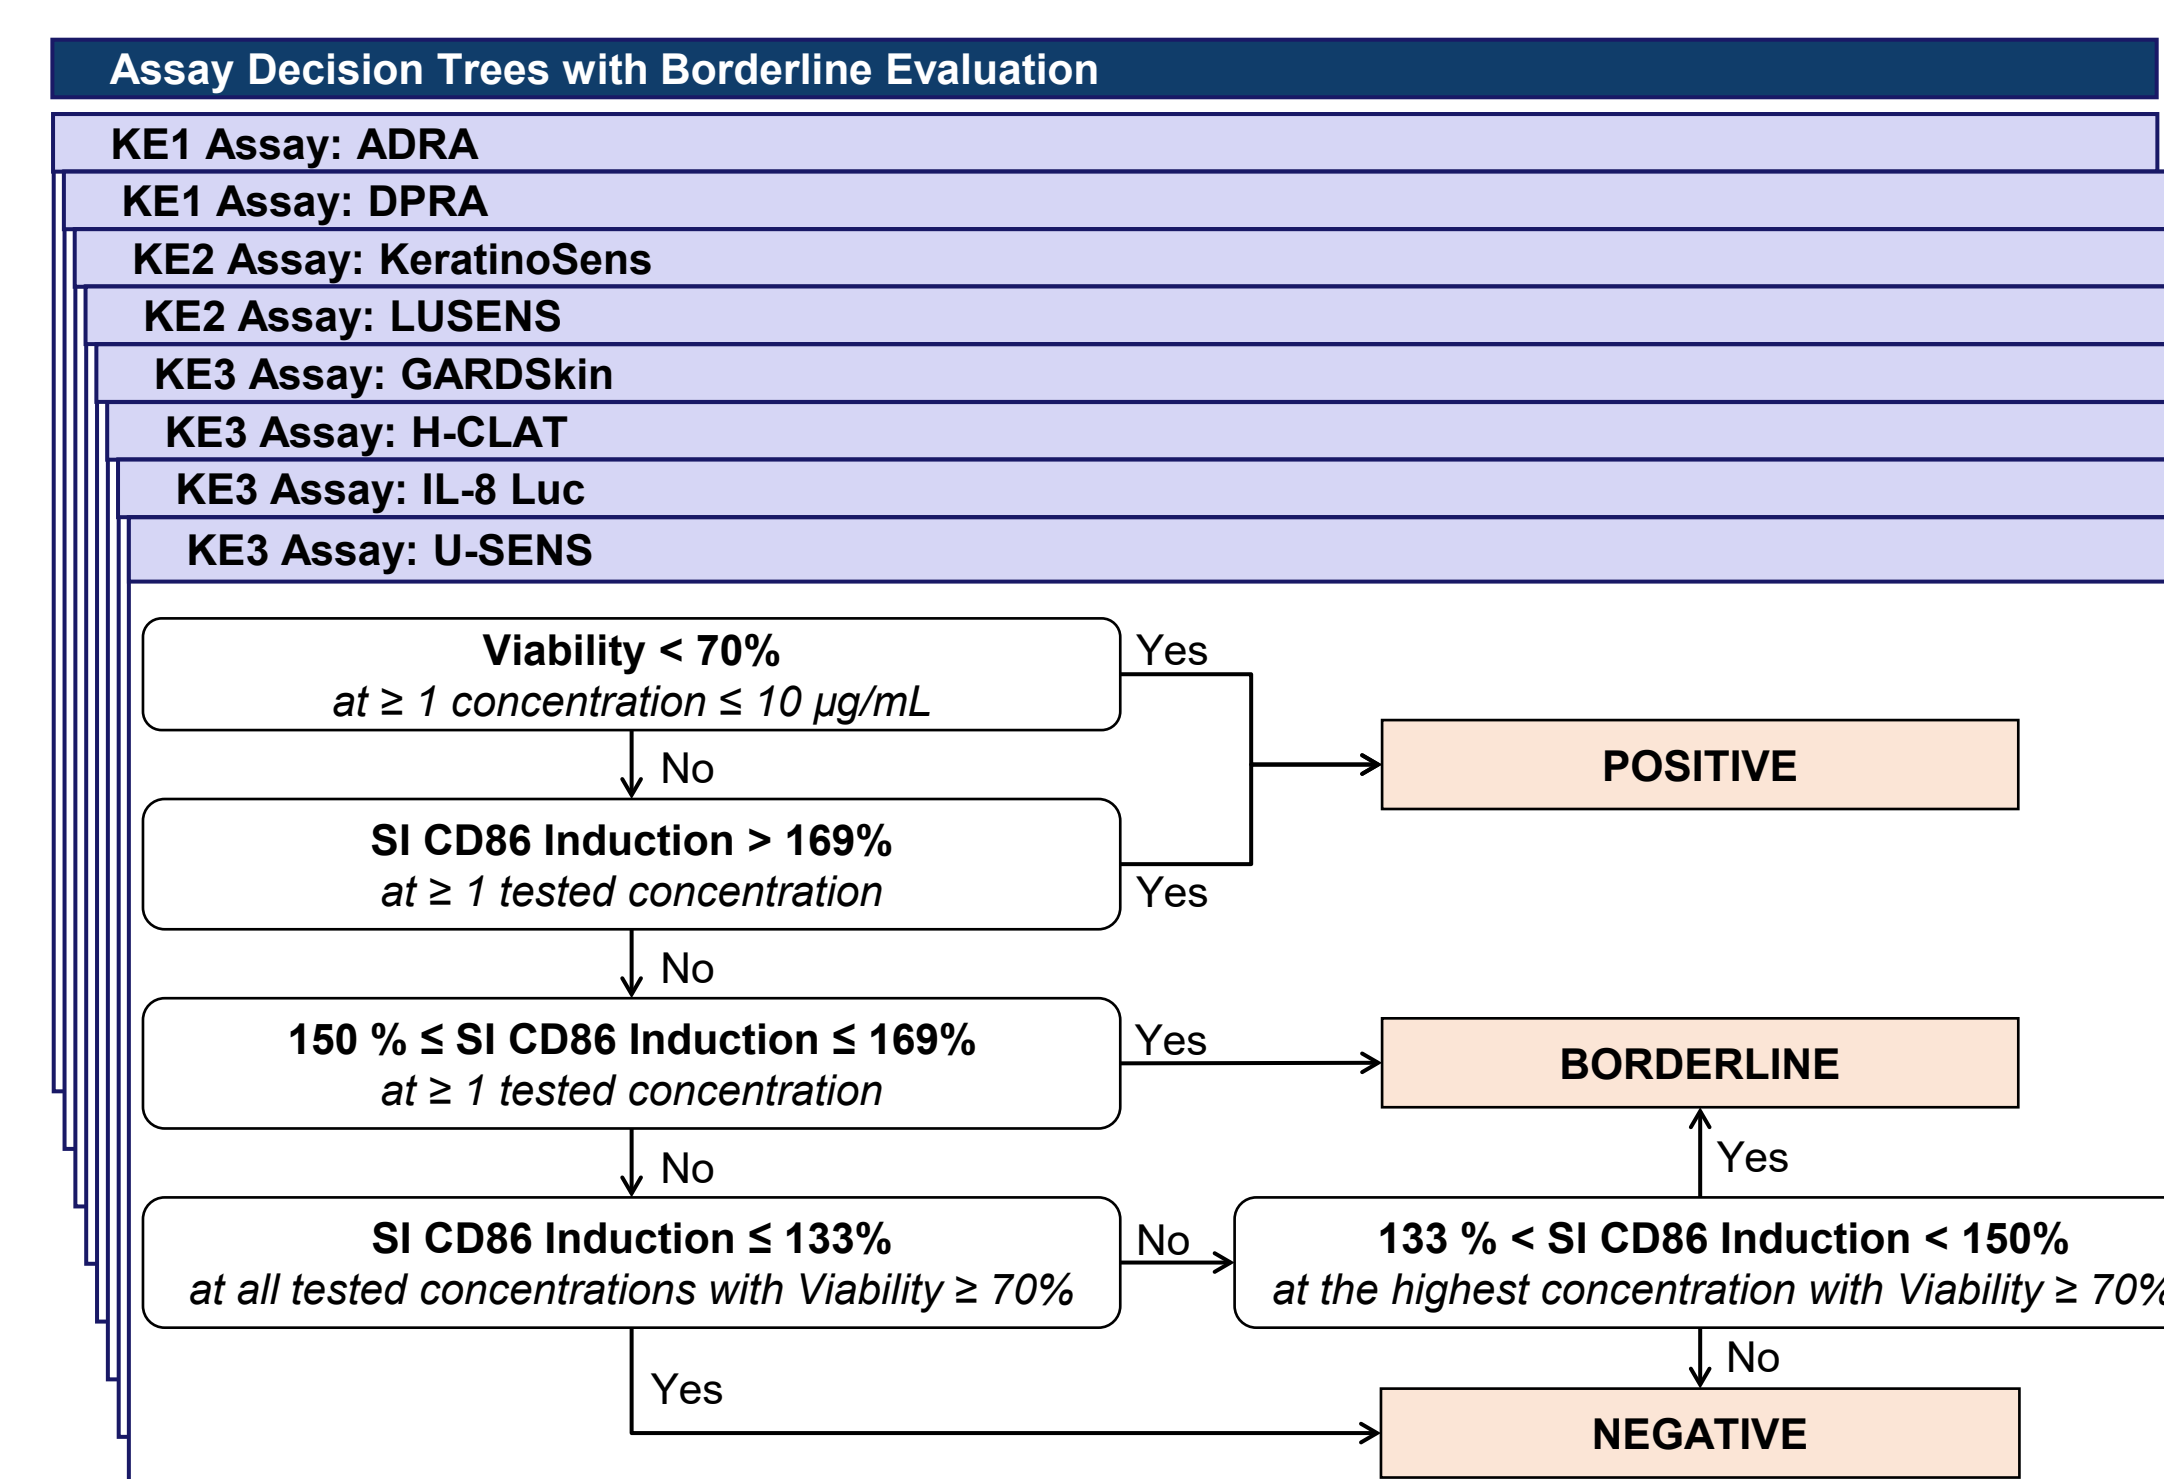 Assay Decision Trees with Borderline Evaluation
KE1 Assay: ADRA
KE1 Assay: DPRA
KE2 Assay: KeratinoSens
KE2 Assay: LUSENS
KE3 Assay: GARDSkin
KE3 Assay: H-CLAT
KE3 Assay: IL-8 Luc
KE3 Assay: U-SENS
Viability < 70%
at ≥ 1 concentration ≤ 10 µg/mL
Yes
No
POSITIVE
SI CD86 Induction > 169%
at ≥ 1 tested concentration
Yes
No
150 % ≤ SI CD86 Induction ≤ 169%
at ≥ 1 tested concentration
Yes
BORDERLINE
No
Yes
SI CD86 Induction ≤ 133%
at all tested concentrations with Viability ≥ 70%
No
133 % < SI CD86 Induction < 150%
at the highest concentration with Viability ≥ 70%
Yes
No
NEGATIVE